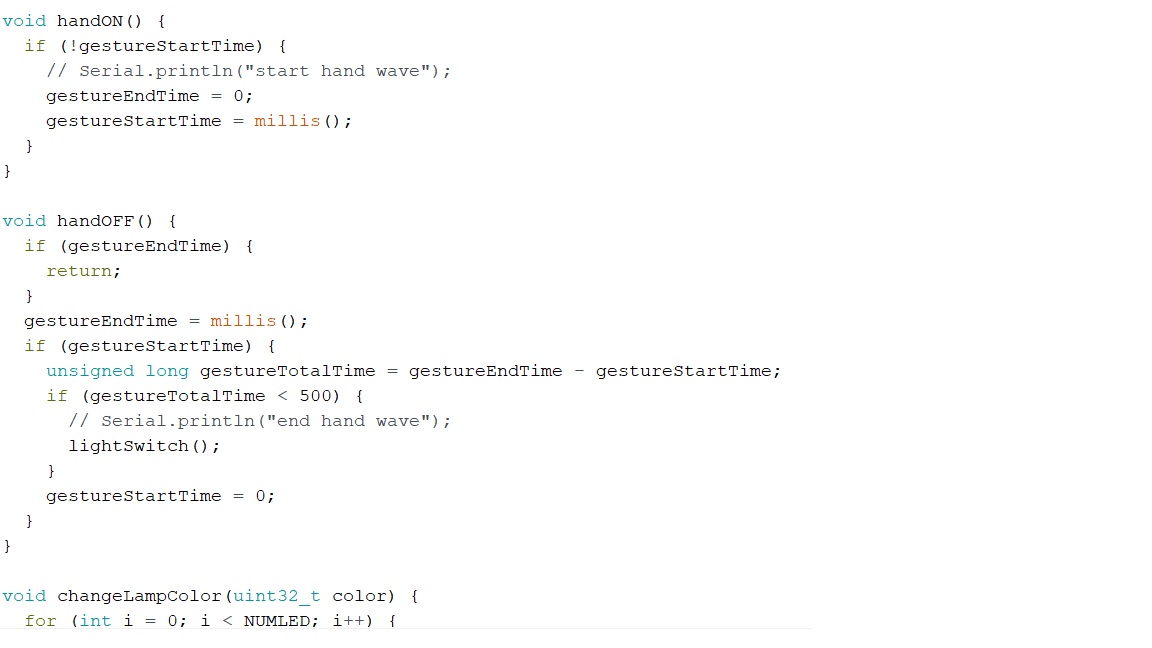 void handON() {
  if (!gestureStartTime) {
    // Serial.println("start hand wave");
    gestureEndTime = 0;
    gestureStartTime = millis();
  }
}

void handOFF() {
  if (gestureEndTime) {
    return;
  }
  gestureEndTime = millis();
  if (gestureStartTime) {
    unsigned long gestureTotalTime = gestureEndTime - gestureStartTime;
    if (gestureTotalTime < 500) {
      // Serial.println("end hand wave");
      lightSwitch();
    }
    gestureStartTime = 0;
  }
}

void changeLampColor(uint32_t color) {
  for (int i = 0; i < NUMLED; i++) {